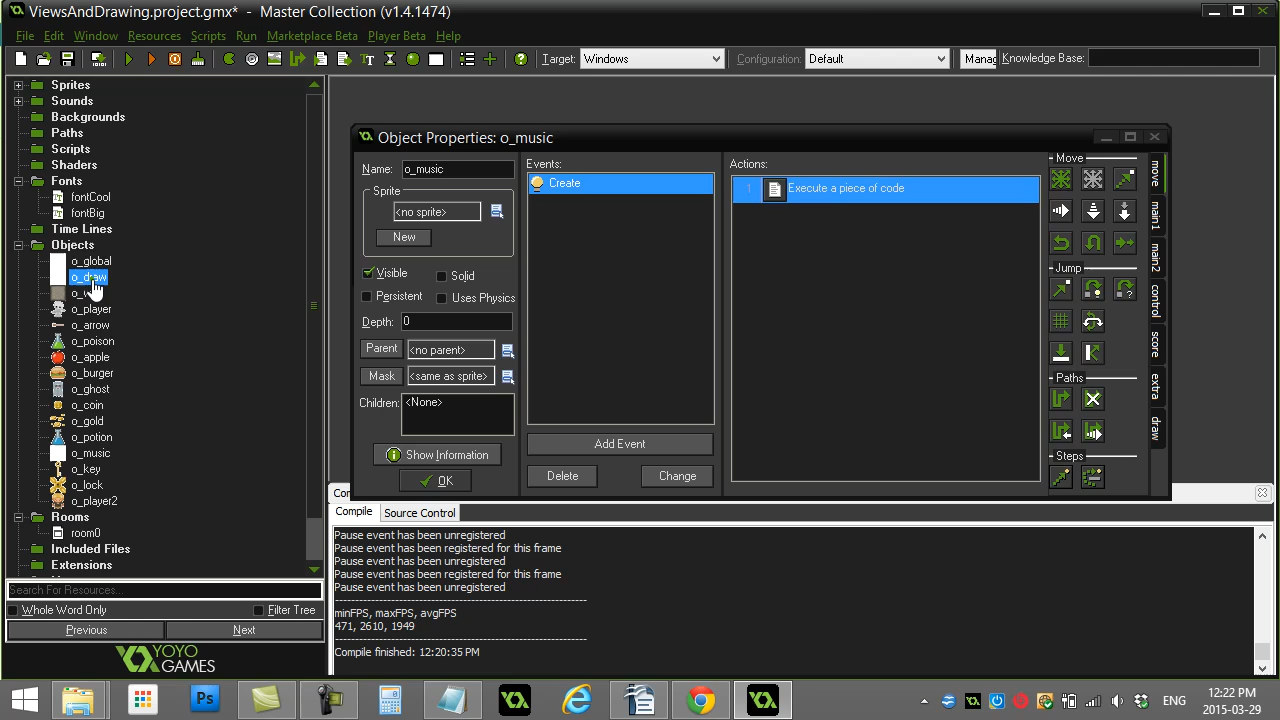 ViewsAndDrawing.project.gmx* - Master Collection (v1.4.1474)
File Edit Window Resources Scripts Run Marketplace Beta Player Beta Help
Target: Windows Configuration: Default Manag Knowledge Base:
Sprites
Sounds
Backgrounds
Paths
Scripts
Shaders
Fonts
fontCool
fontBig
Time Lines
Objects
o_global
o_draw
o_player
o_arrow
o_poison
o_apple
o_burger
o_ghost
o_coin
o_gold
o_potion
o_music
o_key
o_lock
o_player2
Rooms
room0
Included Files
Extensions
Search For Resources...
Whole Word Only Filter Tree
Previous Next
YOYO
GAMES
Object Properties: o_music
Name: o_music
Sprite
<no sprite>
New
Visible Solid
Persistent Uses Physics
Depth: 0
Parent <no parent>
Mask <same as sprite>
Children: <None>
Show Information
OK
Events:
Create
Add Event
Delete Change
Actions:
1 Execute a piece of code
Move
Jump
Paths
Steps
move
main1
main2
control
score
extra
draw
Compile Source Control
Pause event has been unregistered
Pause event has been registered for this frame
Pause event has been unregistered
Pause event has been registered for this frame
Pause event has been unregistered
minFPS, maxFPS, avgFPS
471, 2610, 1949
Compile finished: 12:20:35 PM
Ps
ENG
12:22 PM
2015-03-29